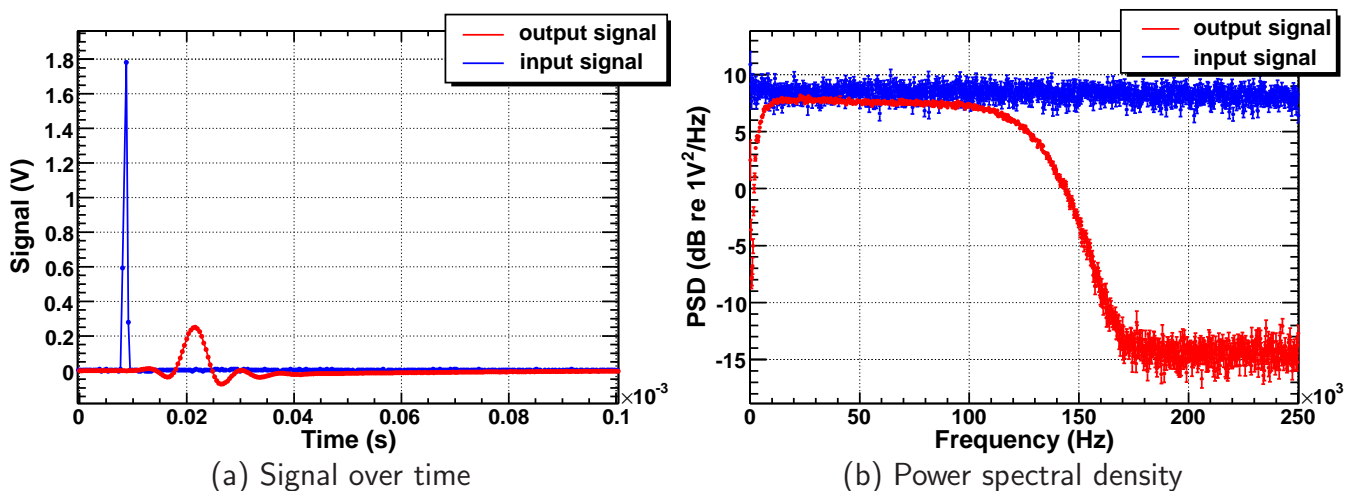 output signal
input signal
Signal (V)
1.8
1.6
1.4
1.2
1
0.8
0.6
0.4
0.2
0
0 0.02 0.04 0.06 0.08 0.1
×10-3
Time (s)
(a) Signal over time
output signal
input signal
PSD (dB re 1V2/Hz)
10
5
0
-5
-10
-15
0 50 100 150 200 250
×103
Frequency (Hz)
(b) Power spectral density